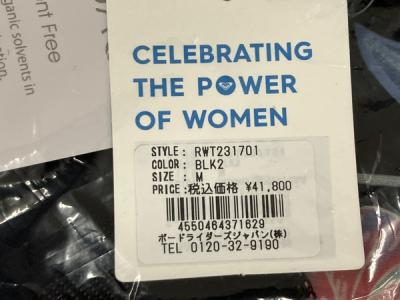 nt Free
ganic solvents in
CELEBRATING
THE POWER
OF WOMEN
STYLE: RWT231701
COLOR: BLK2
SIZE: M
PRICE:税込価格 ¥41,800
4550464371629
ボードライダーズジャパン(株)
TEL 0120-32-9190